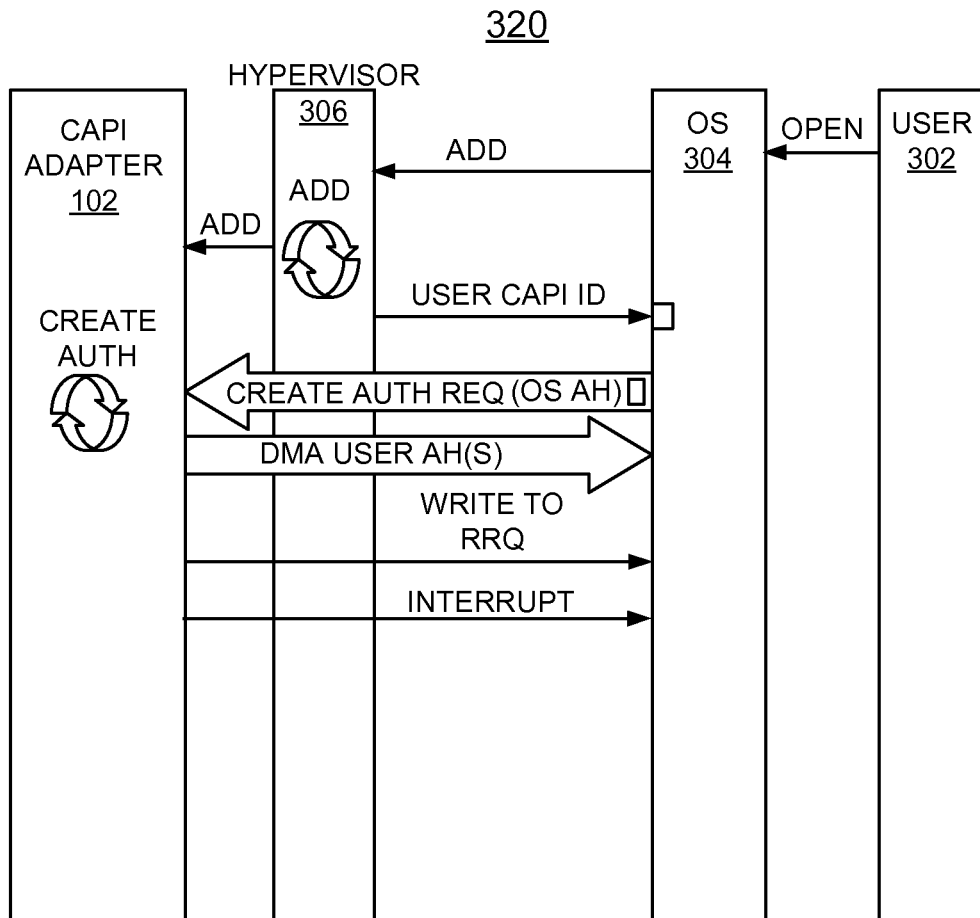 320
HYPERVISOR
306
CAPI
ADAPTER
102
OS
304
OPEN
USER
302
ADD
ADD
ADD
USER CAPI ID
CREATE
AUTH
CREATE AUTH REQ (OS AH)
DMA USER AH(S)
WRITE TO
RRQ
INTERRUPT